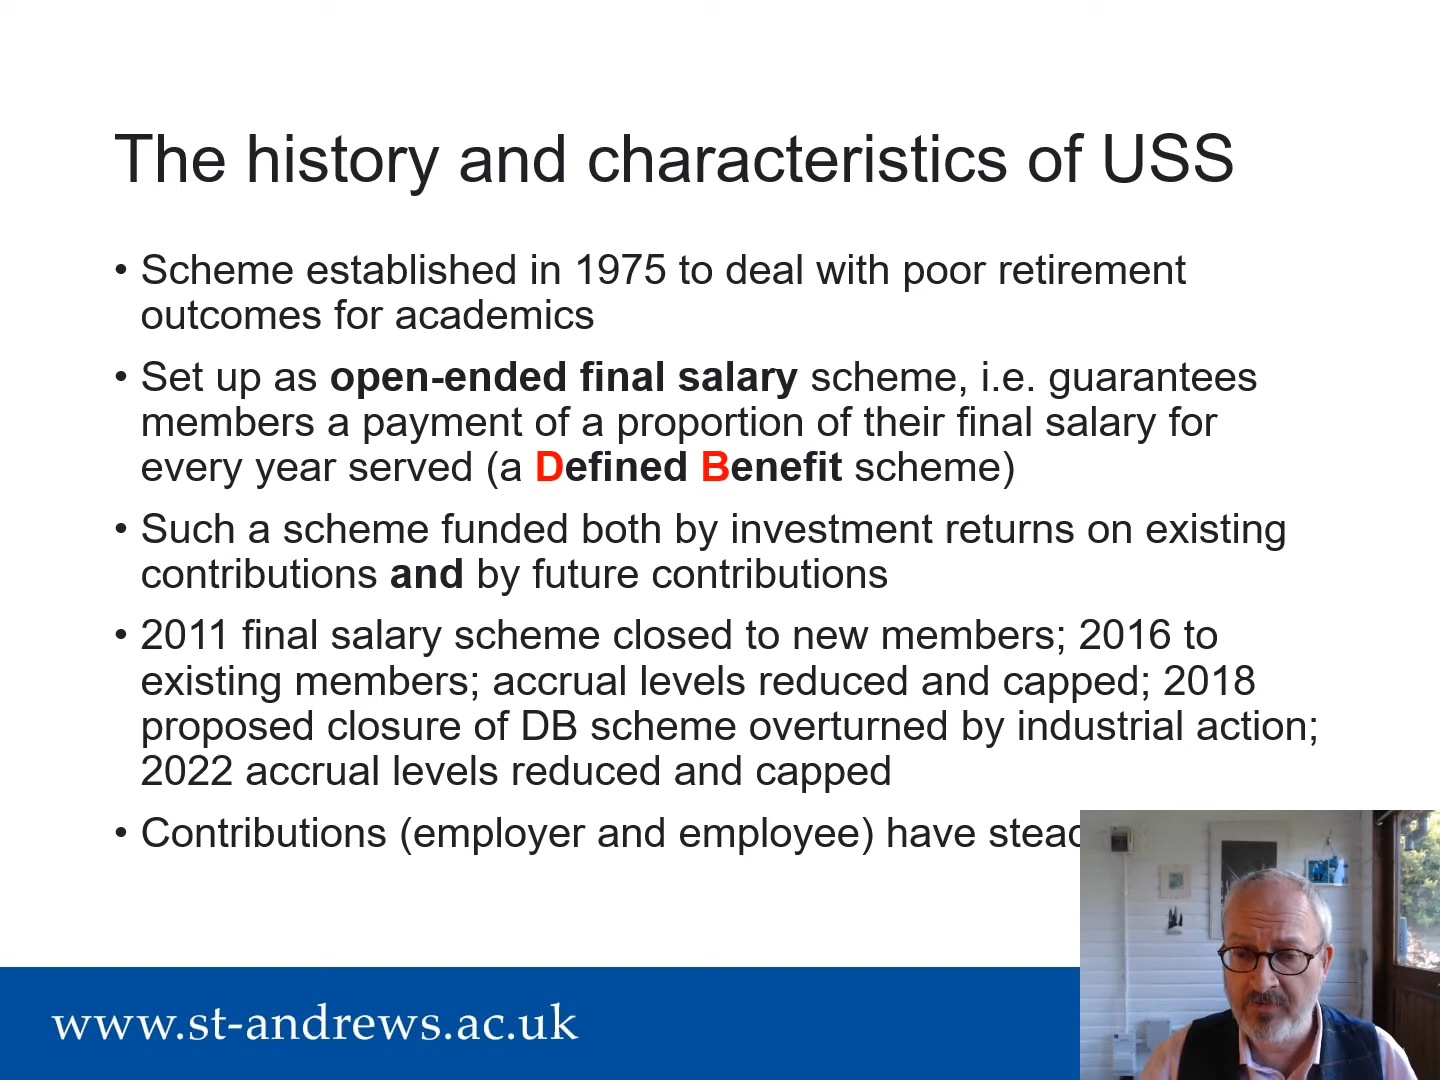 The history and characteristics of USS
• Scheme established in 1975 to deal with poor retirement
outcomes for academics
• Set up as open-ended final salary scheme, i.e. guarantees
members a payment of a proportion of their final salary for
every year served (a Defined Benefit scheme)
• Such a scheme funded both by investment returns on existing
contributions and by future contributions
• 2011 final salary scheme closed to new members; 2016 to
existing members; accrual levels reduced and capped; 2018
proposed closure of DB scheme overturned by industrial action;
2022 accrual levels reduced and capped
• Contributions (employer and employee) have
www.st-andrews.ac.uk